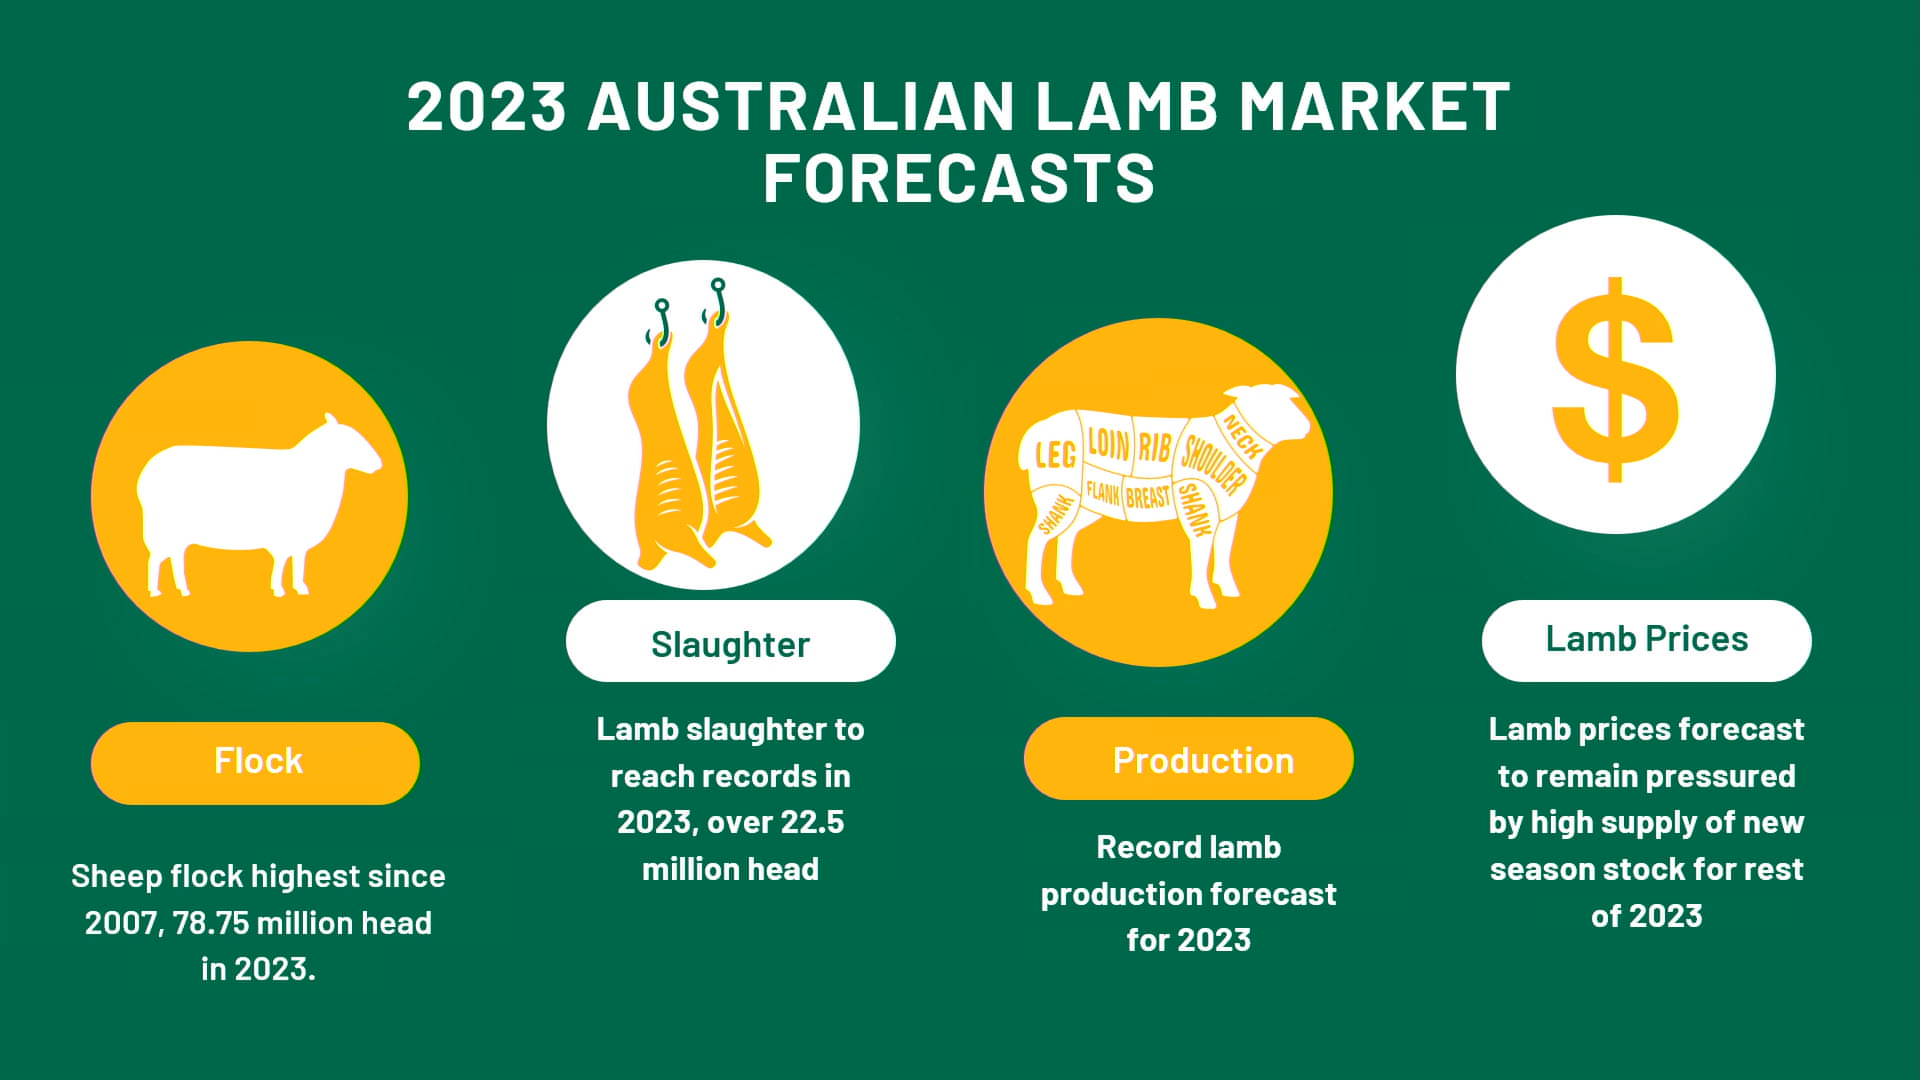 2023 AUSTRALIAN LAMB MARKET
FORECASTS
Flock
Sheep flock highest since
2007, 78.75 million head
in 2023.
Slaughter
Lamb slaughter to
reach records in
2023, over 22.5
million head
LEG
LOIN
RIB
SHOULDER
NECK
SHANK
FLANK
BREAST
SHANK
Production
Record lamb
production forecast
for 2023
$
Lamb Prices
Lamb prices forecast
to remain pressured
by high supply of new
season stock for rest
of 2023